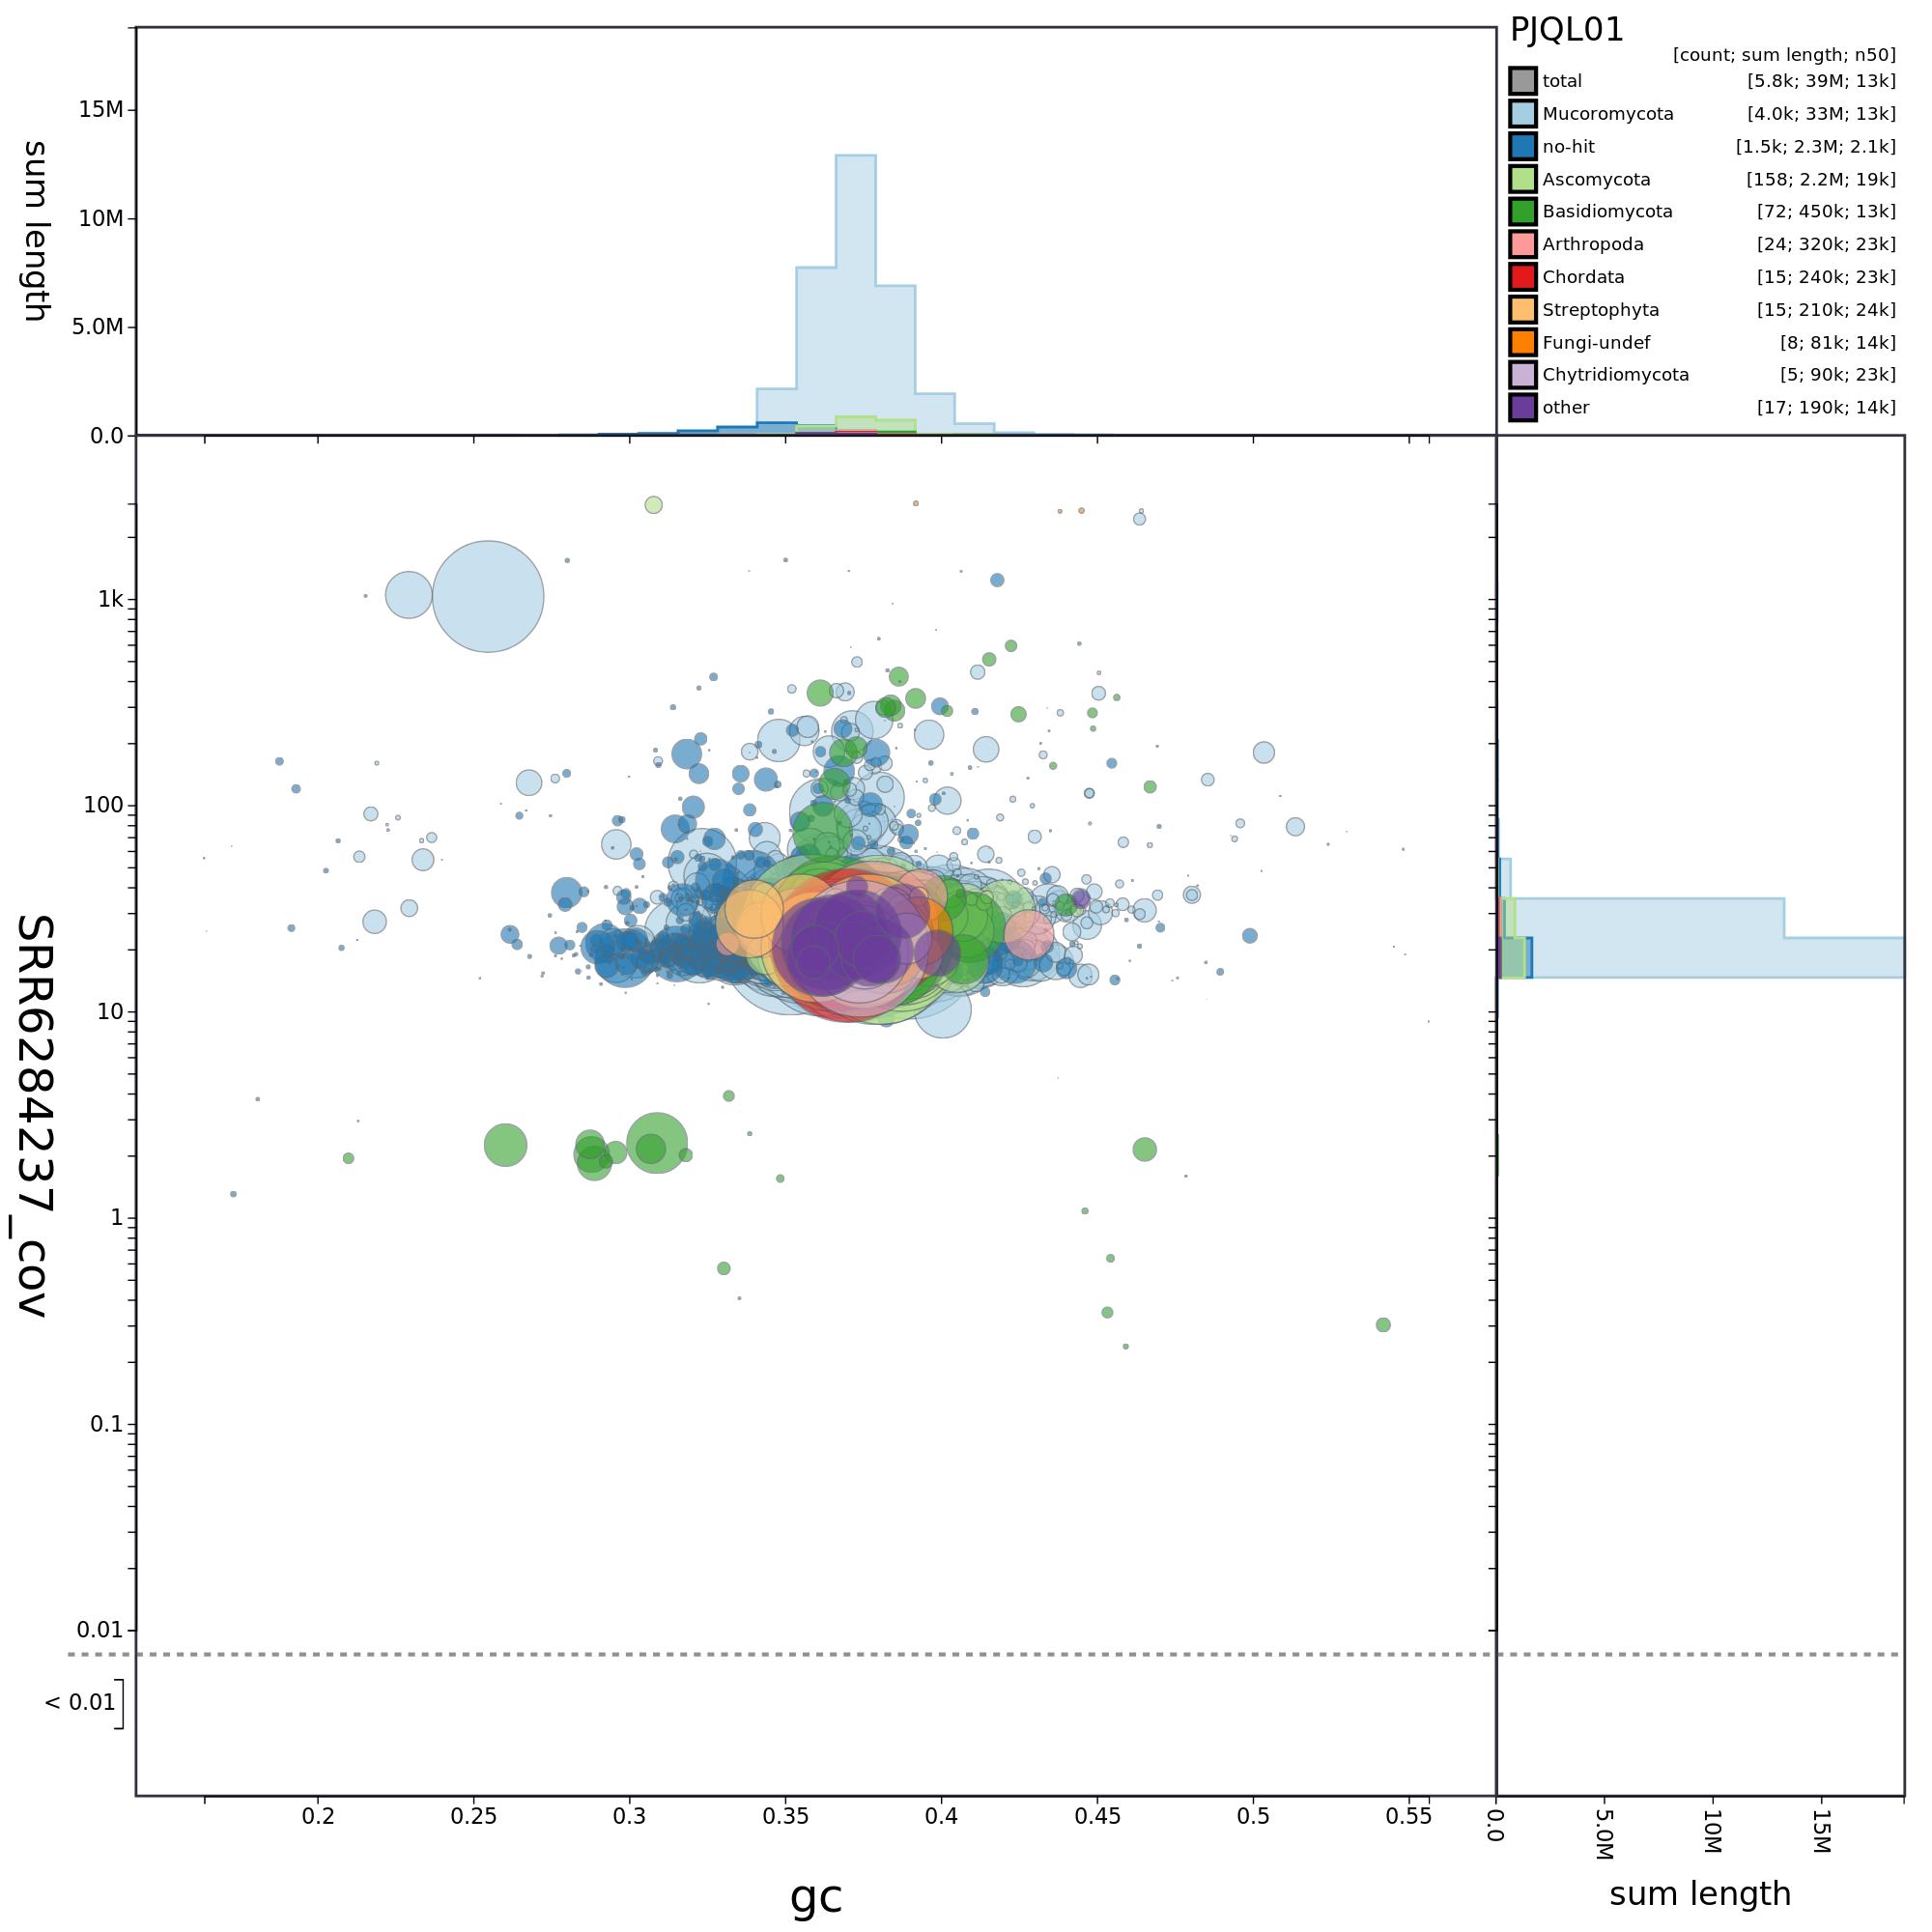 PJQL01
[count; sum length; n50]
total [5.8k; 39M; 13k]
Mucoromycota [4.0k; 33M; 13k]
no-hit [1.5k; 2.3M; 2.1k]
Ascomycota [158; 2.2M; 19k]
Basidiomycota [72; 450k; 13k]
Arthropoda [24; 320k; 23k]
Chordata [15; 240k; 23k]
Streptophyta [15; 210k; 24k]
Fungi-undef [8; 81k; 14k]
Chytridiomycota [5; 90k; 23k]
other [17; 190k; 14k]
sum length
15M
10M
5.0M
0.0
SRR6284237_cov
1k
100
10
1
0.1
0.01
< 0.01
0.2 0.25 0.3 0.35 0.4 0.45 0.5 0.55
gc
0.0 5.0M 10M 15M
sum length